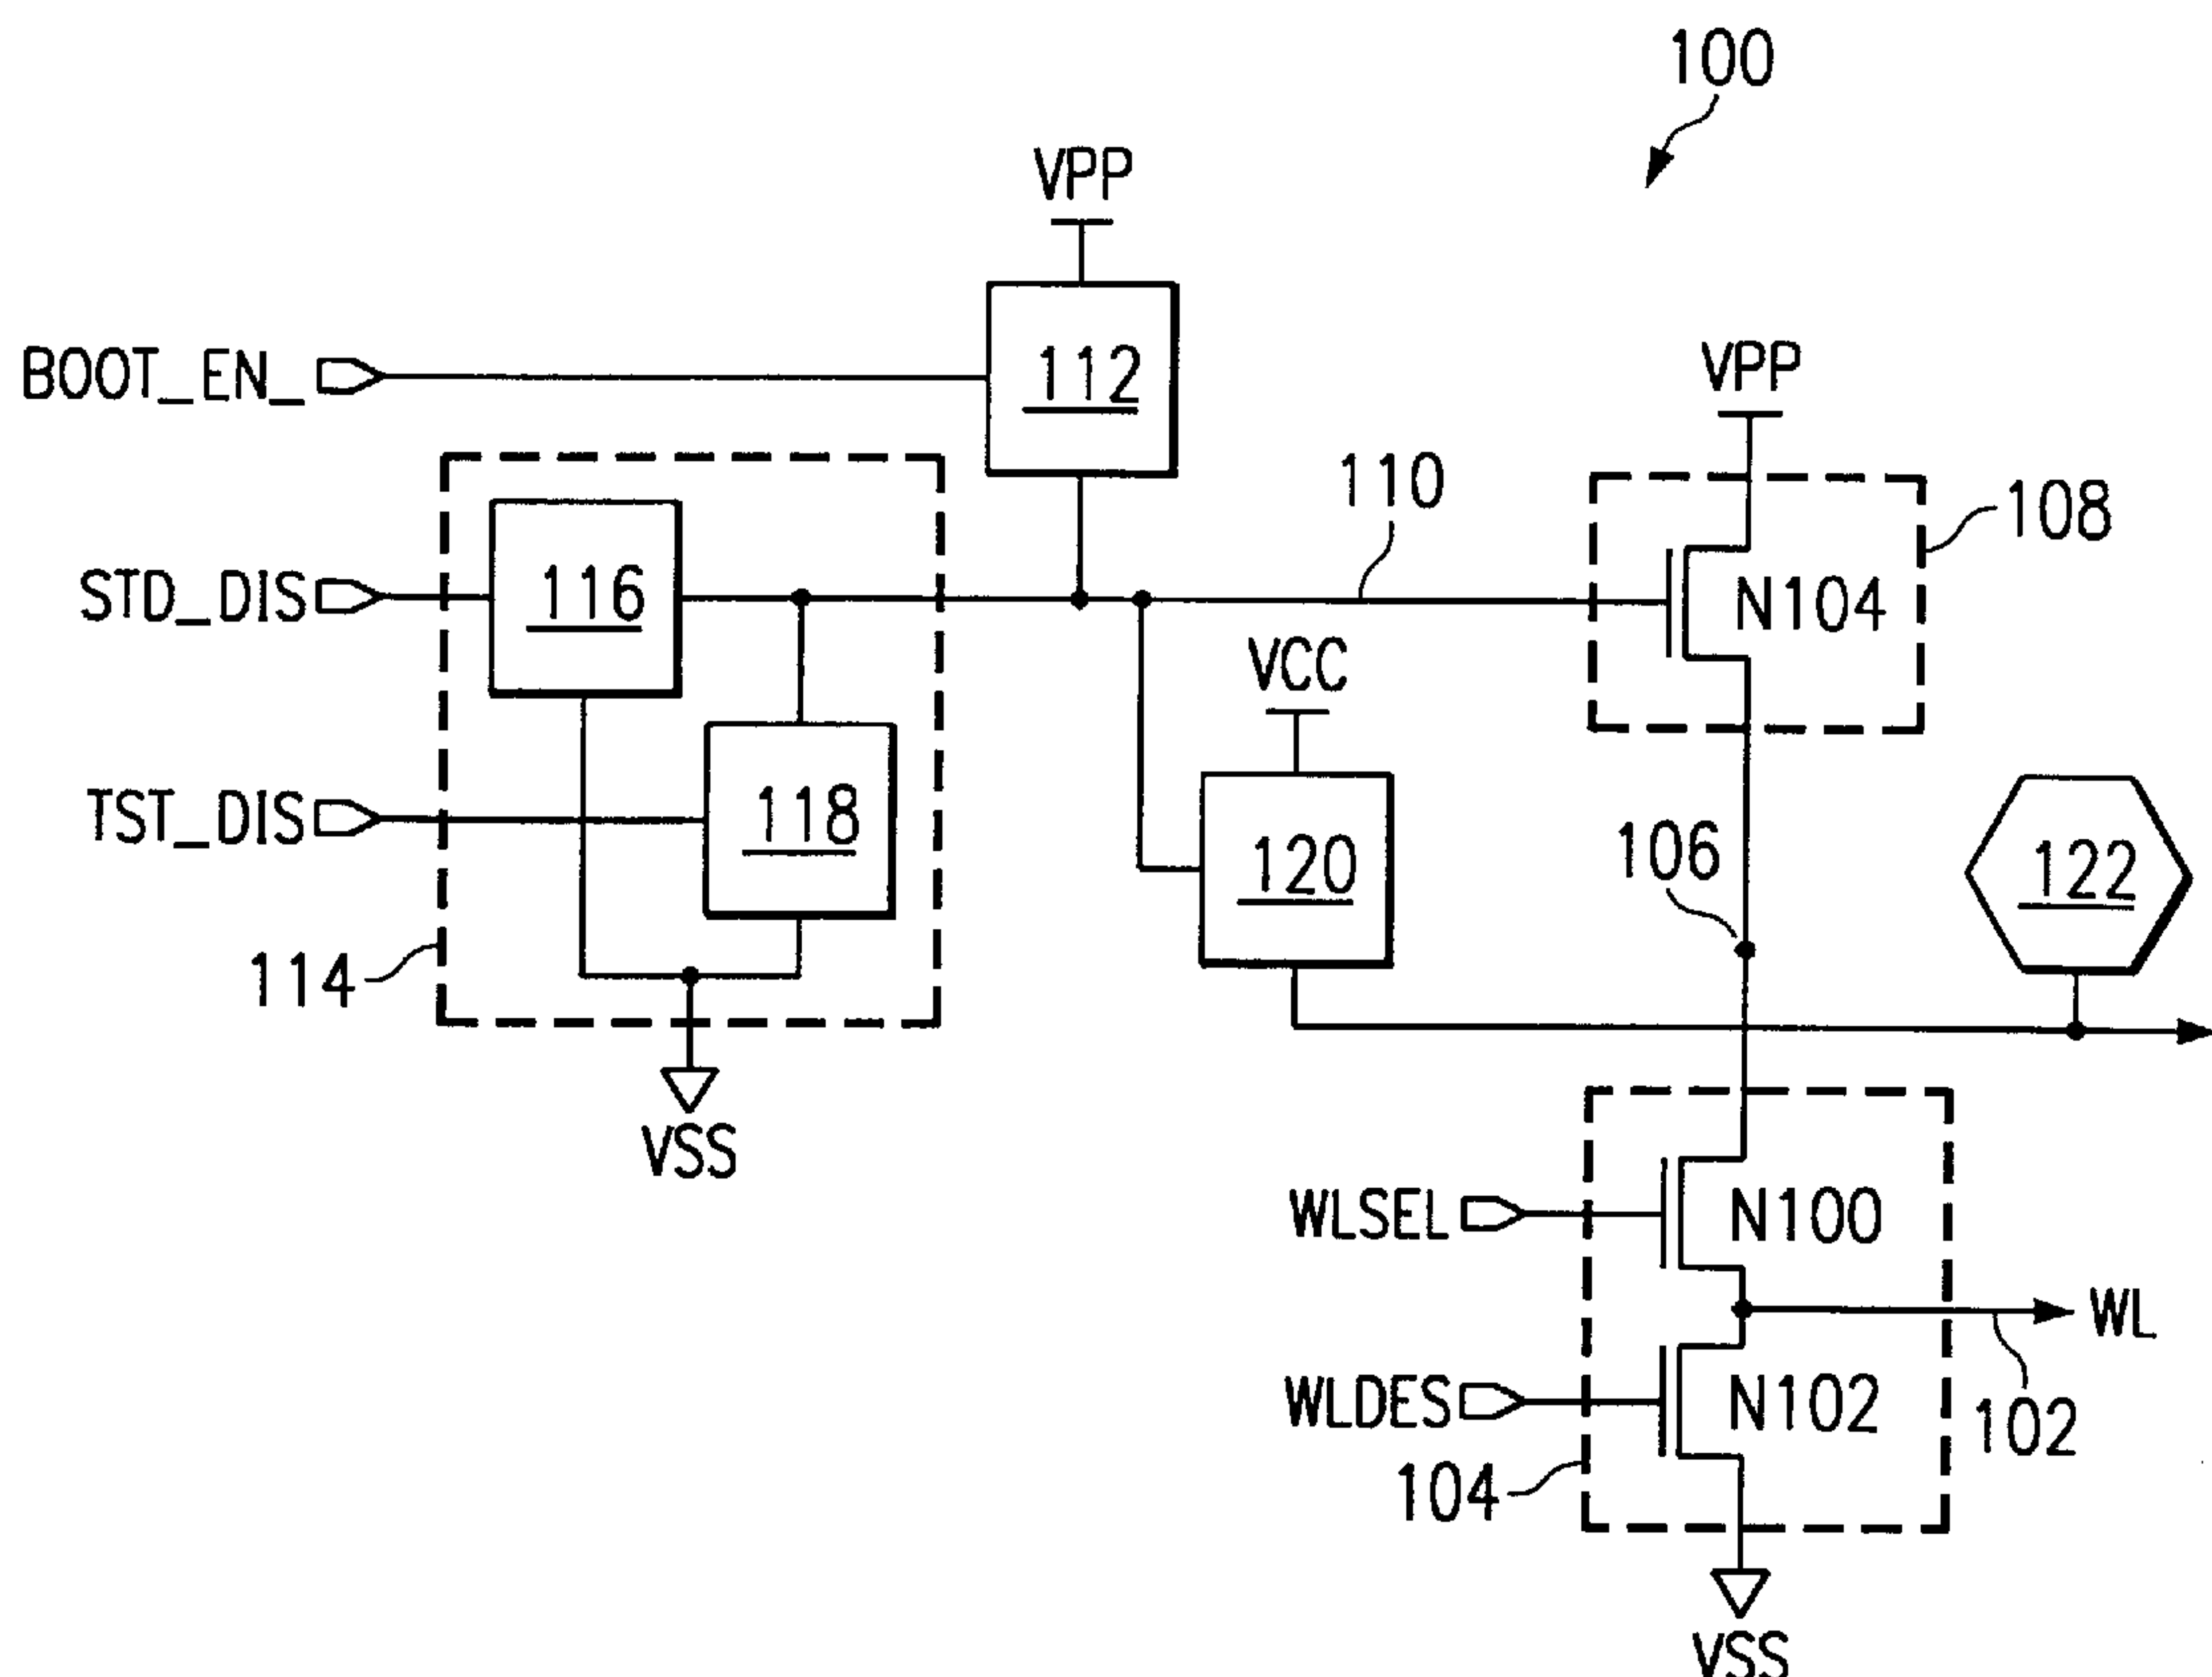 100
VPP
BOOT_EN_
112
VPP
110
108
STD_DIS
116
N104
VCC
TST_DIS
118
120
106
122
114
VSS
WLSEL
N100
WL
WLDES
N102
102
104
VSS